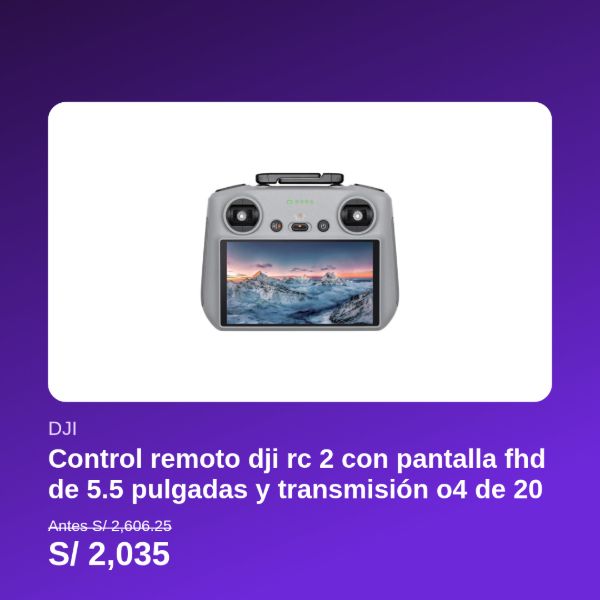 DJI
Control remoto dji rc 2 con pantalla fhd
de 5.5 pulgadas y transmisión o4 de 20
Antes S/ 2,606.25
S/ 2,035